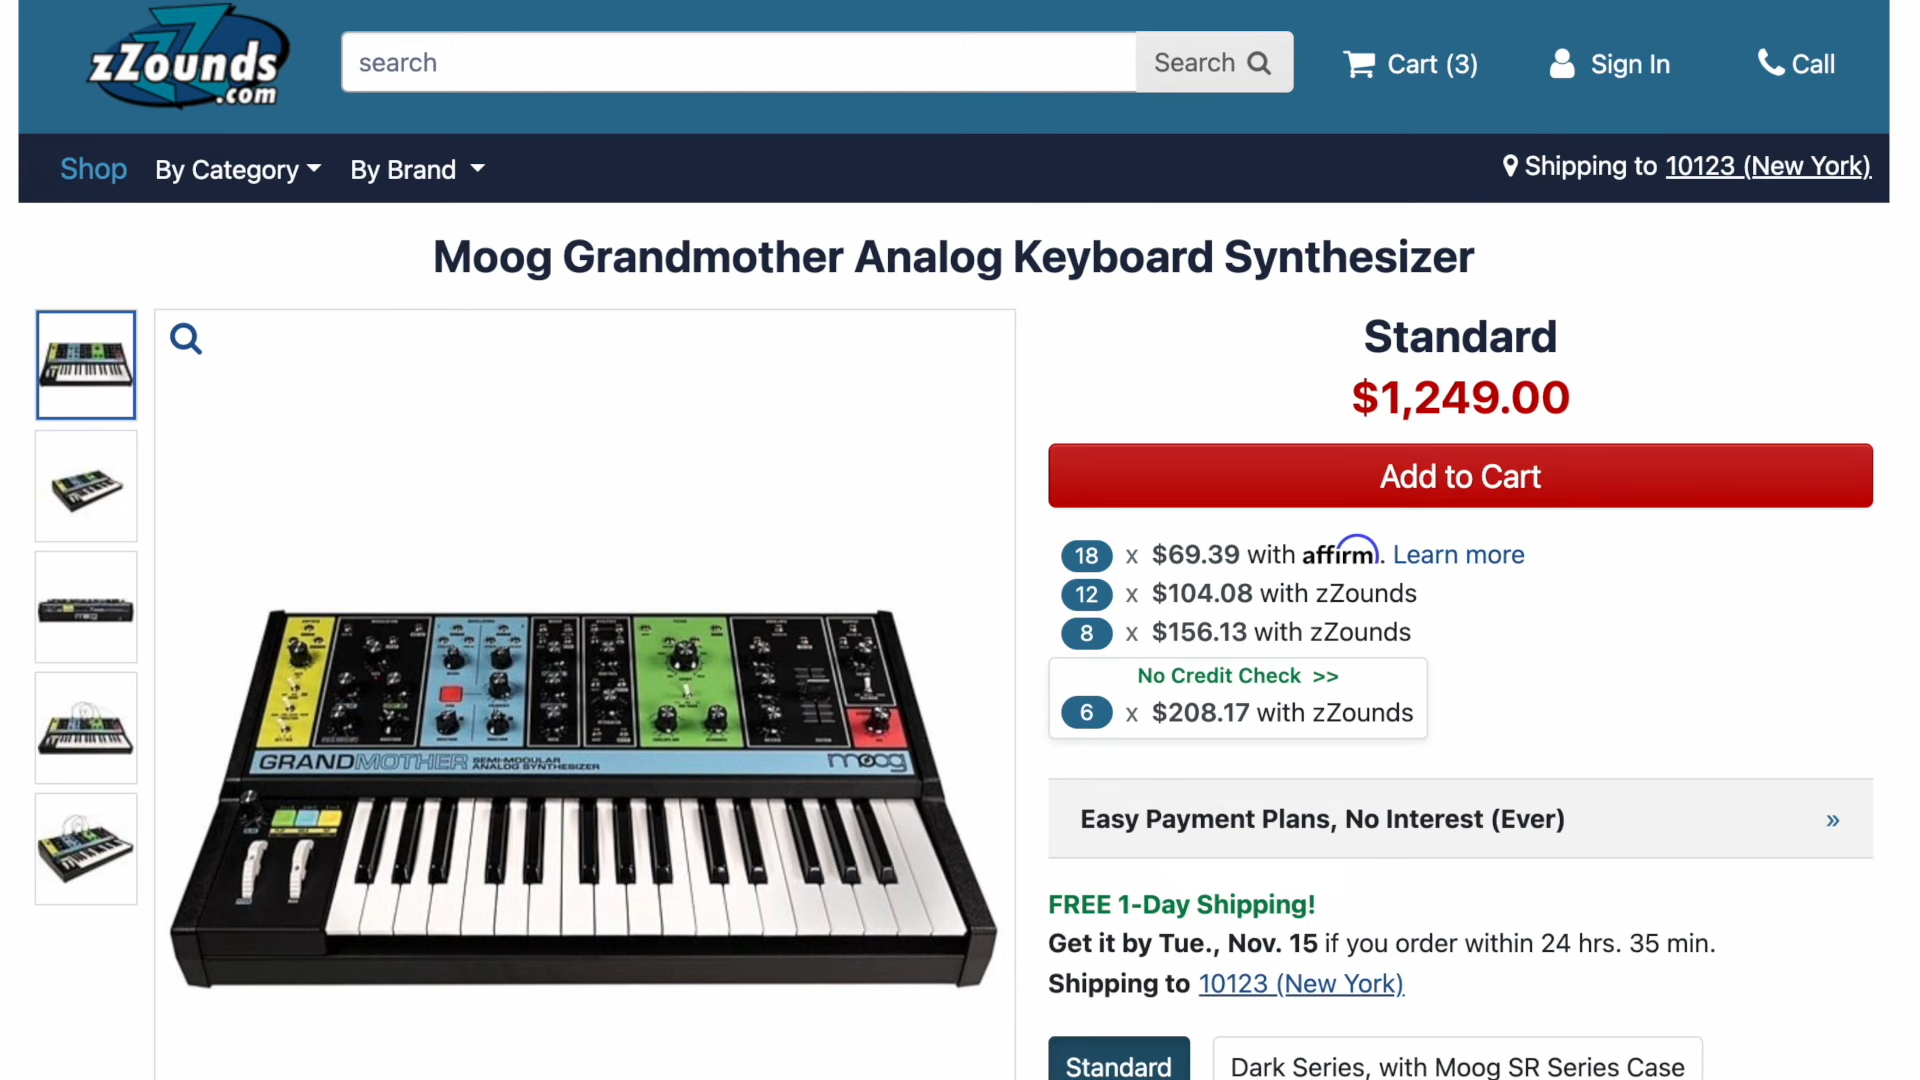 zZounds
.com
search
Search
Cart (3)
Sign In
Call
Shop
By Category
By Brand
Shipping to 10123 (New York)
Moog Grandmother Analog Keyboard Synthesizer
Standard
$1,249.00
Add to Cart
18 x $69.39 with affirm. Learn more
12 x $104.08 with zZounds
8 x $156.13 with zZounds
No Credit Check >>
6 x $208.17 with zZounds
Easy Payment Plans, No Interest (Ever) »
FREE 1-Day Shipping!
Get it by Tue., Nov. 15 if you order within 24 hrs. 35 min.
Shipping to 10123 (New York)
Standard
Dark Series, with Moog SR Series Case
GRANDMOTHER SEMI-MODULAR
ANALOG SYNTHESIZER
moog